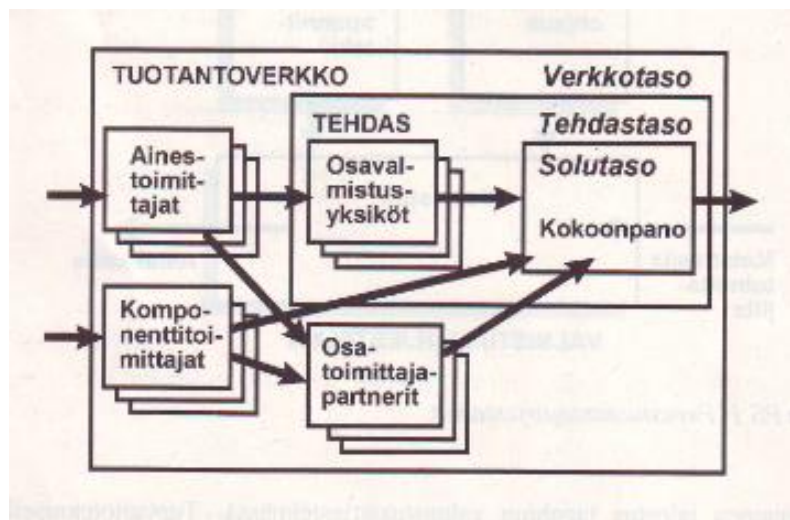 TUOTANTOVERKKO
Verkkotaso
TEHDAS
Tehdastaso
Aines-
toimit-
tajat
Osaval-
mistus-
yksiköt
Solutaso
Kokoonpano
Kompo-
nenttitoi-
mittajat
Osa-
toimittaja-
partnerit